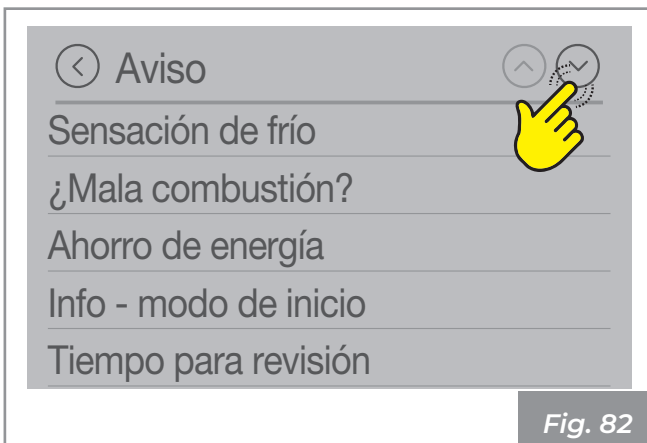 Aviso
Sensación de frío
¿Mala combustión?
Ahorro de energía
Info - modo de inicio
Tiempo para revisión
Fig. 82